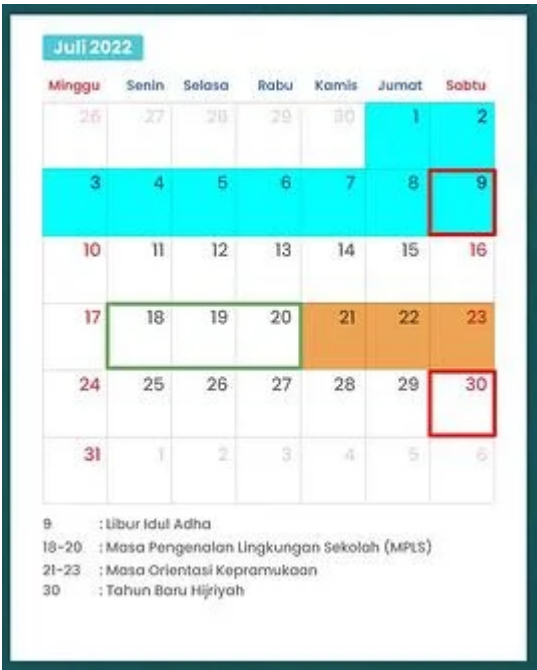 Juli 2022
Minggu Senin Selasa Rabu Kamis Jumat Sabtu
26 27 28 29 30 1 2
3 4 5 6 7 8 9
10 11 12 13 14 15 16
17 18 19 20 21 22 23
24 25 26 27 28 29 30
31 1 2 3 4 5 6
9 : Libur Idul Adha
18-20 : Masa Pengenalan Lingkungan Sekolah (MPLS)
21-23 : Masa Orientasi Kepramukaan
30 : Tahun Baru Hijriyah